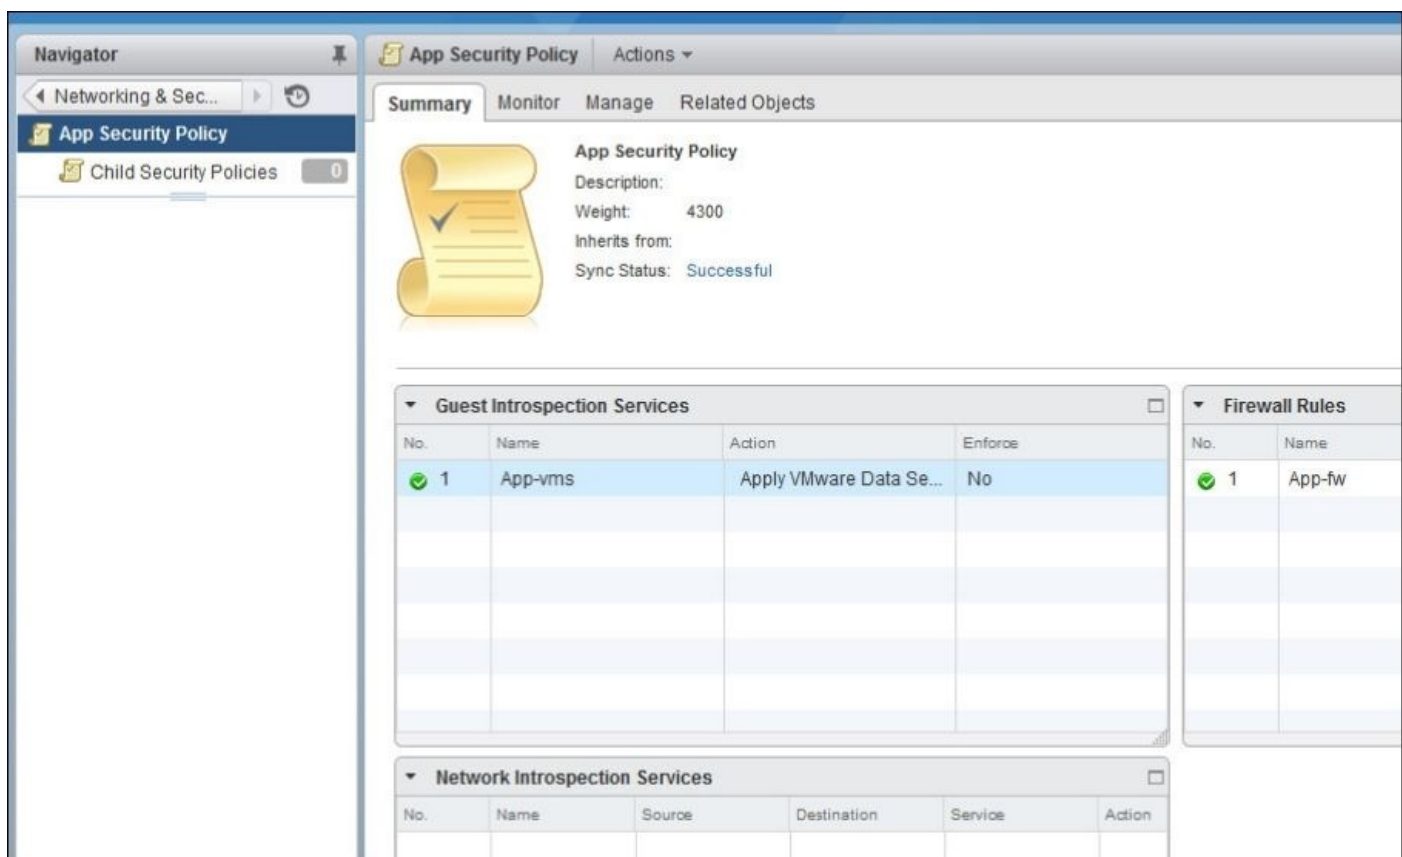 Navigator
Networking & Sec...
App Security Policy
Child Security Policies 0
App Security Policy Actions
Summary Monitor Manage Related Objects
App Security Policy
Description:
Weight: 4300
Inherits from:
Sync Status: Successful
Guest Introspection Services
No. Name Action Enforce
1 App-vms Apply VMware Data Se... No
Firewall Rules
No. Name
1 App-fw
Network Introspection Services
No. Name Source Destination Service Action